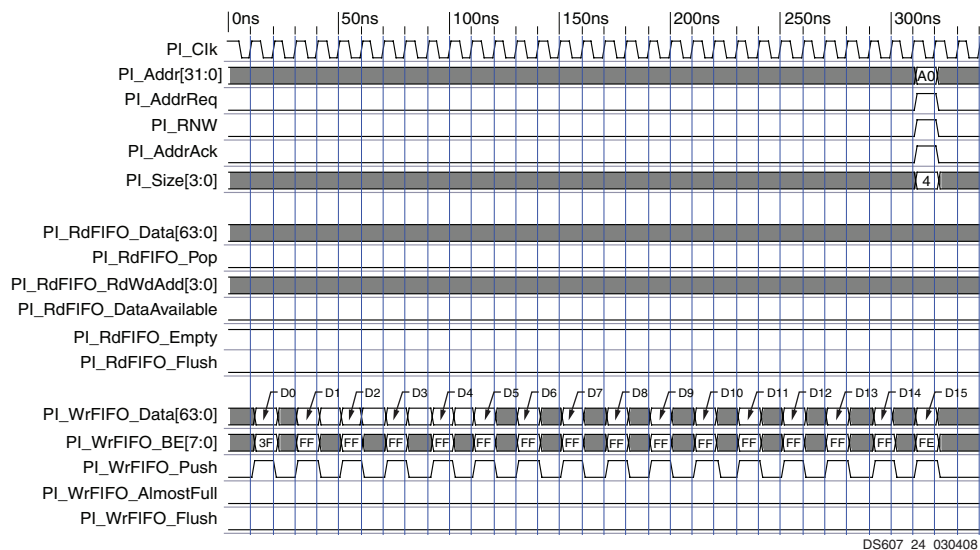 0ns 50ns 100ns 150ns 200ns 250ns 300ns
PI_Clk
PI_Addr[31:0] A0
PI_AddrReq
PI_RNW
PI_AddrAck
PI_Size[3:0] 4
PI_RdFIFO_Data[63:0]
PI_RdFIFO_Pop
PI_RdFIFO_RdWdAdd[3:0]
PI_RdFIFO_DataAvailable
PI_RdFIFO_Empty
PI_RdFIFO_Flush
D0 D1 D2 D3 D4 D5 D6 D7 D8 D9 D10 D11 D12 D13 D14 D15
PI_WrFIFO_Data[63:0]
PI_WrFIFO_BE[7:0] 3F FF FF FF FF FF FF FF FF FF FF FF FF FF FF FE
PI_WrFIFO_Push
PI_WrFIFO_AlmostFull
PI_WrFIFO_Flush
DS607_24_030408